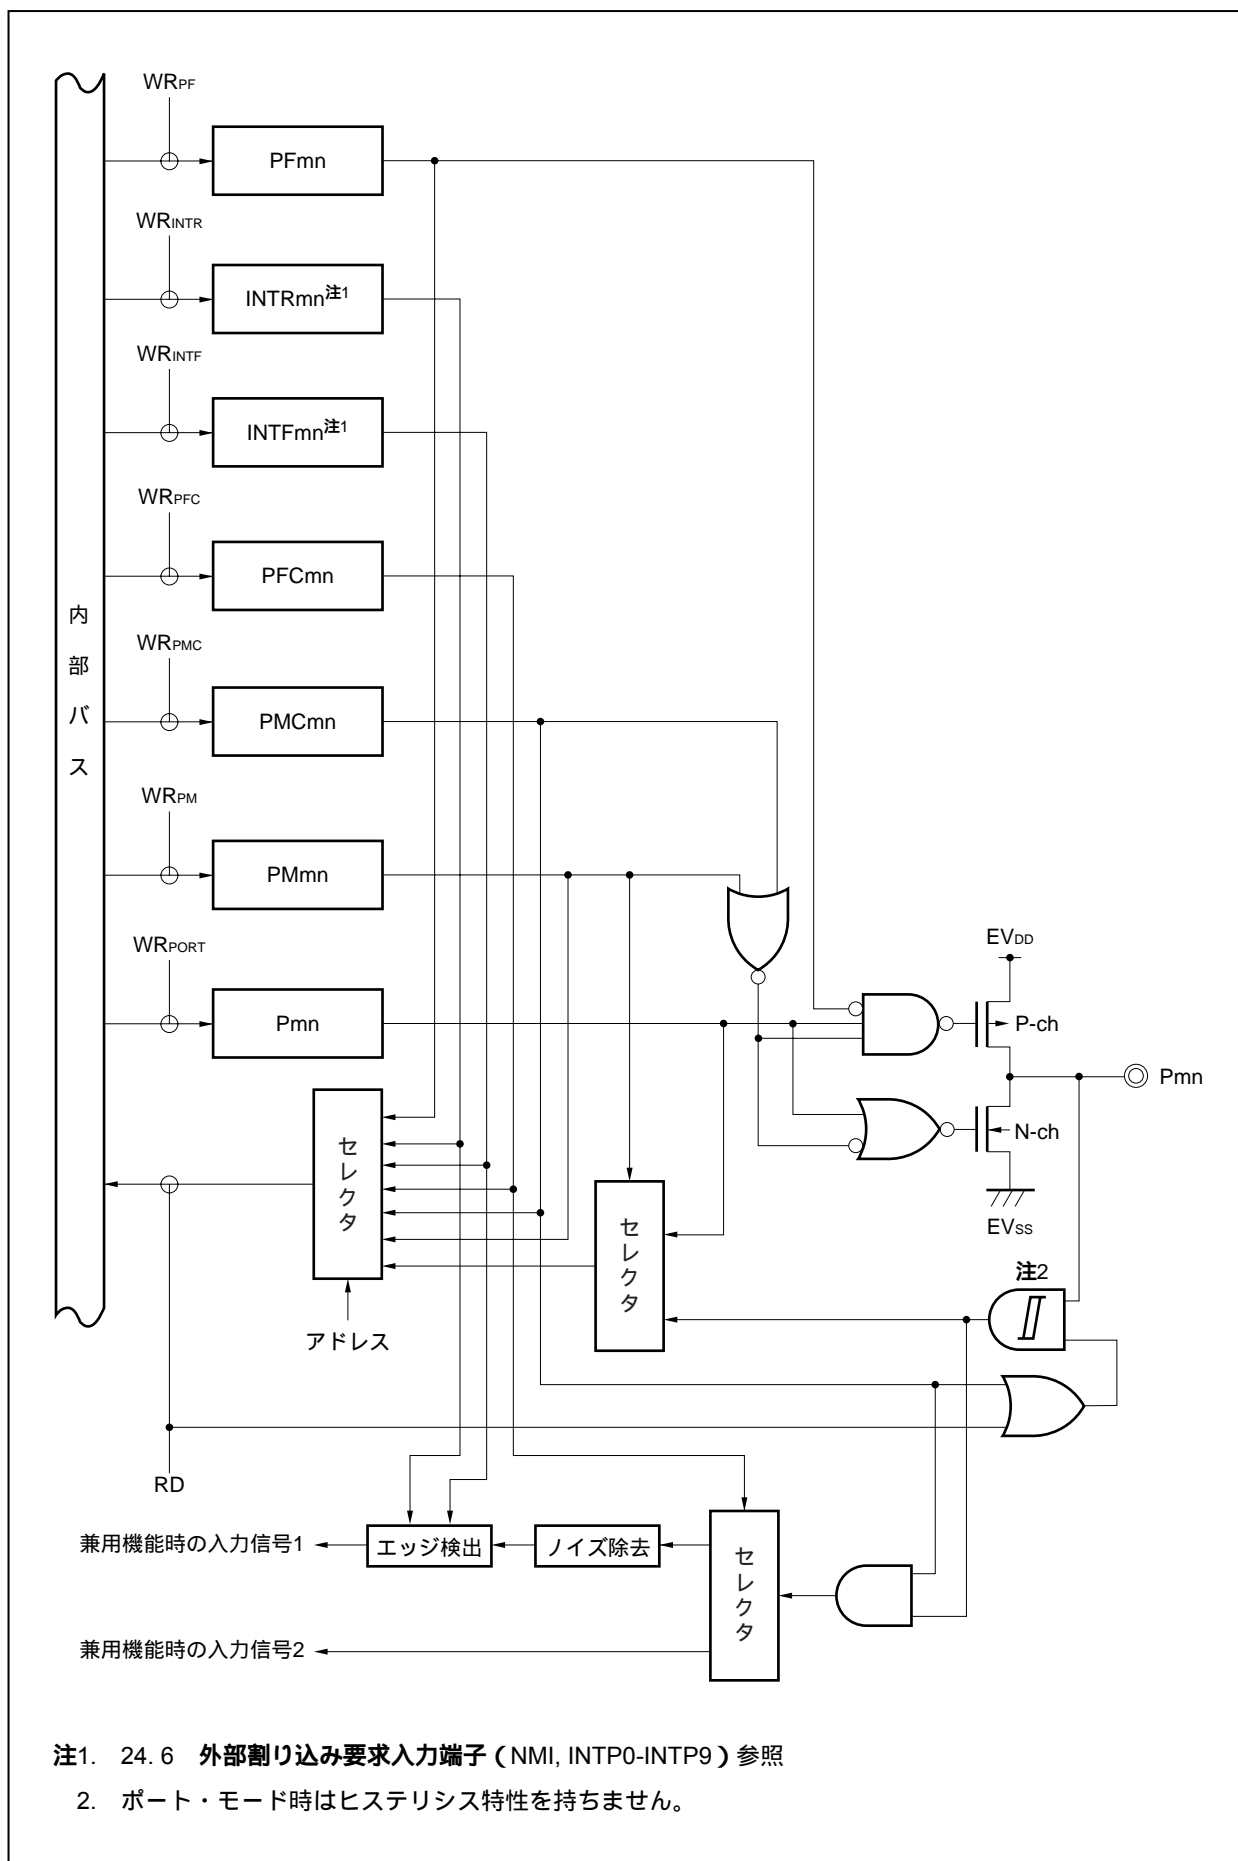 WRPF
PFmn
WRINTR
INTRmn注1
WRINTF
INTFmn注1
WRPFC
PFCmn
内部バス
WRPMC
PMCmn
WRPM
PMmn
WRPORT
Pmn
EVDD
P-ch
Pmn
N-ch
EVSS
セレクタ
セレクタ
注2
アドレス
RD
兼用機能時の入力信号1
エッジ検出
ノイズ除去
セレクタ
兼用機能時の入力信号2
注1. 24. 6 外部割り込み要求入力端子（NMI, INTP0-INTP9）参照
2. ポート・モード時はヒステリシス特性を持ちません。